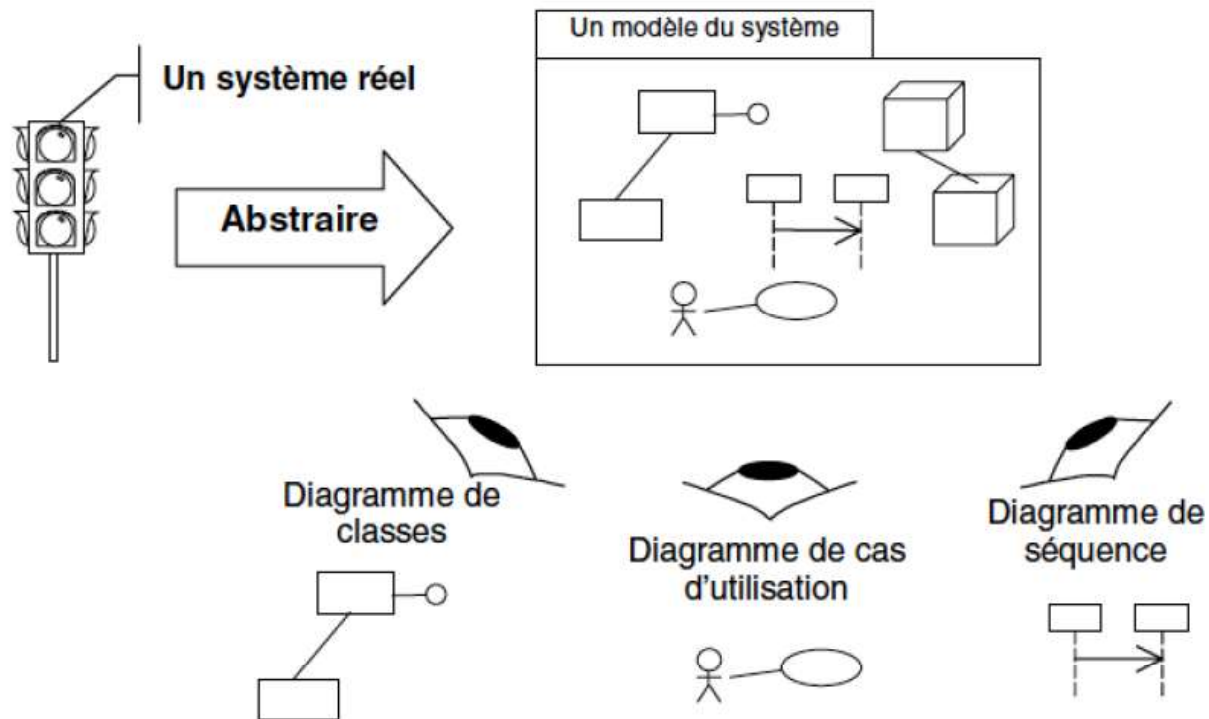 Un modèle du système
Un système réel
Abstraire
Diagramme de
classes
Diagramme de cas
d'utilisation
Diagramme de
séquence